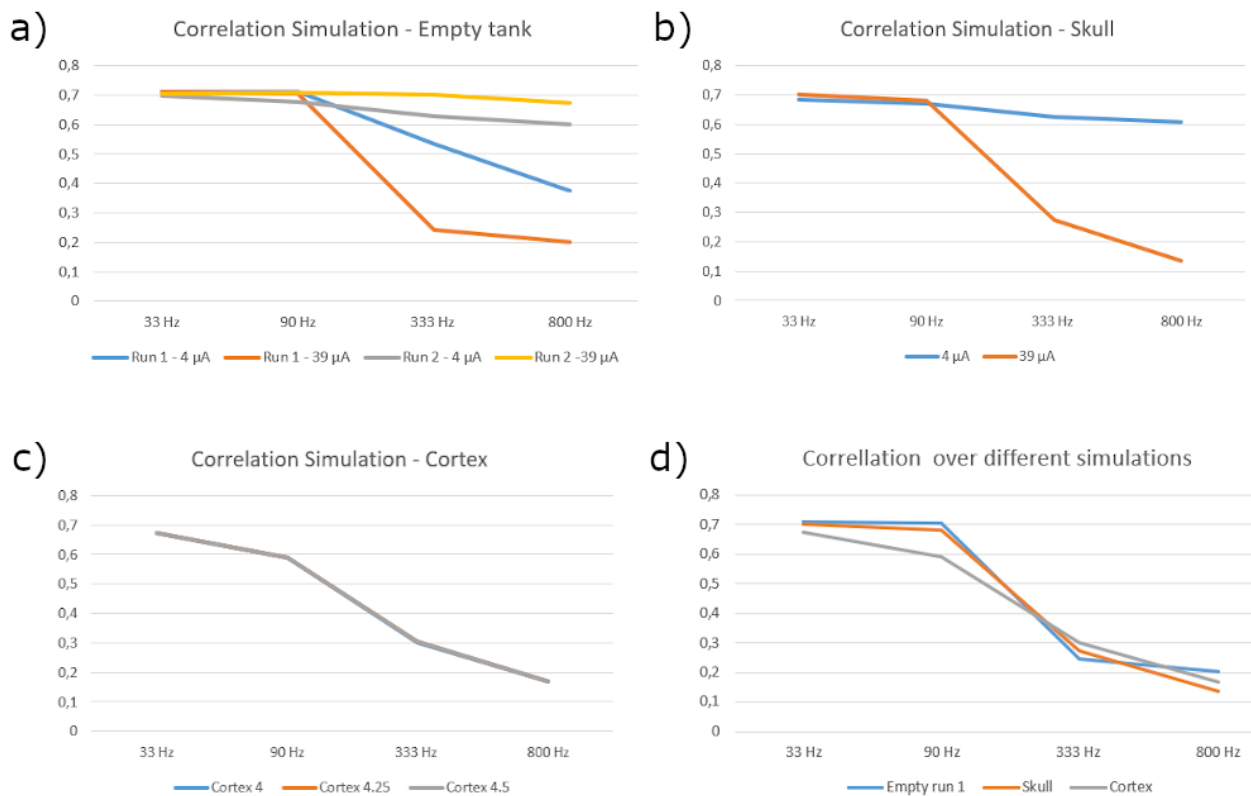 a)
Correlation Simulation - Empty tank
0,8
0,7
0,6
0,5
0,4
0,3
0,2
0,1
0
33 Hz 90 Hz 333 Hz 800 Hz
Run 1 - 4 µA Run 1 - 39 µA Run 2 - 4 µA Run 2 -39 µA
b)
Correlation Simulation - Skull
0,8
0,7
0,6
0,5
0,4
0,3
0,2
0,1
0
33 Hz 90 Hz 333 Hz 800 Hz
4 µA 39 µA
c)
Correlation Simulation - Cortex
0,8
0,7
0,6
0,5
0,4
0,3
0,2
0,1
0
33 Hz 90 Hz 333 Hz 800 Hz
Cortex 4 Cortex 4.25 Cortex 4.5
d)
Correllation over different simulations
0,8
0,7
0,6
0,5
0,4
0,3
0,2
0,1
0
33 Hz 90 Hz 333 Hz 800 Hz
Empty run 1 Skull Cortex